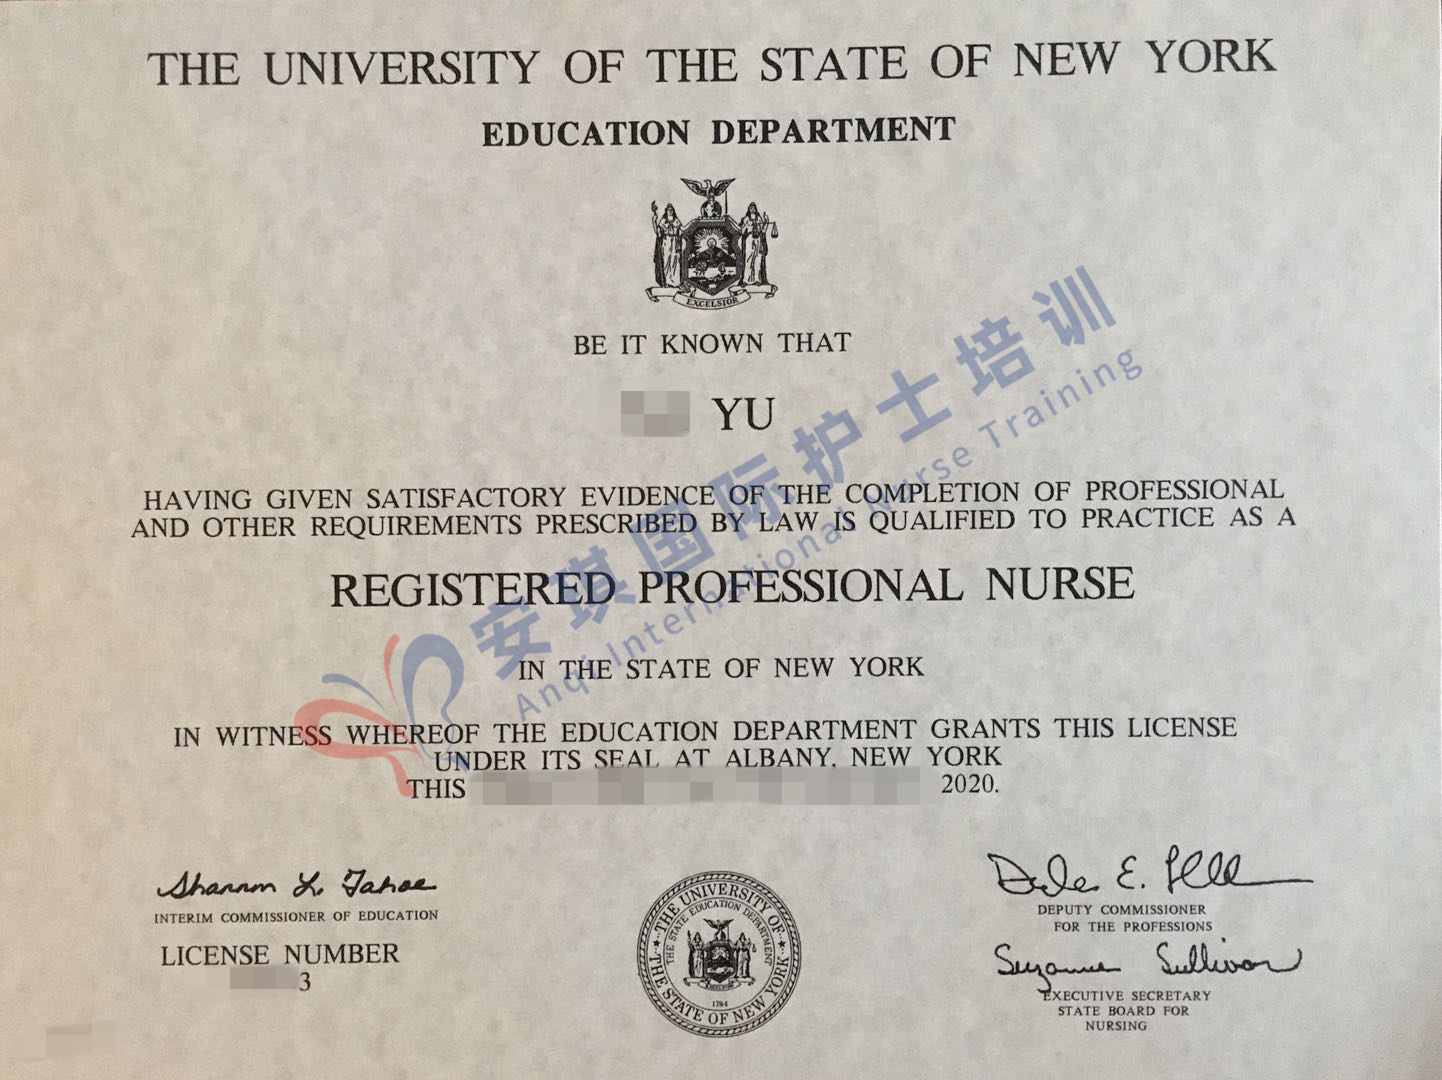 THE UNIVERSITY OF THE STATE OF NEW YORK
EDUCATION DEPARTMENT
EXCELSIOR
BE IT KNOWN THAT
YU
HAVING GIVEN SATISFACTORY EVIDENCE OF THE COMPLETION OF PROFESSIONAL
AND OTHER REQUIREMENTS PRESCRIBED BY LAW IS QUALIFIED TO PRACTICE AS A
REGISTERED PROFESSIONAL NURSE
IN THE STATE OF NEW YORK
IN WITNESS WHEREOF THE EDUCATION DEPARTMENT GRANTS THIS LICENSE
UNDER ITS SEAL AT ALBANY, NEW YORK
THIS 2020.
安琪国际护士培训
Anqi International Nurse Training
Shannon L. Tahoe
INTERIM COMMISSIONER OF EDUCATION
LICENSE NUMBER
3
THE UNIVERSITY OF THE STATE OF NEW YORK
THE STATE EDUCATION DEPARTMENT
EXCELSIOR
1784
E.
DEPUTY COMMISSIONER
FOR THE PROFESSIONS
Suzanne Sullivan
EXECUTIVE SECRETARY
STATE BOARD FOR
NURSING